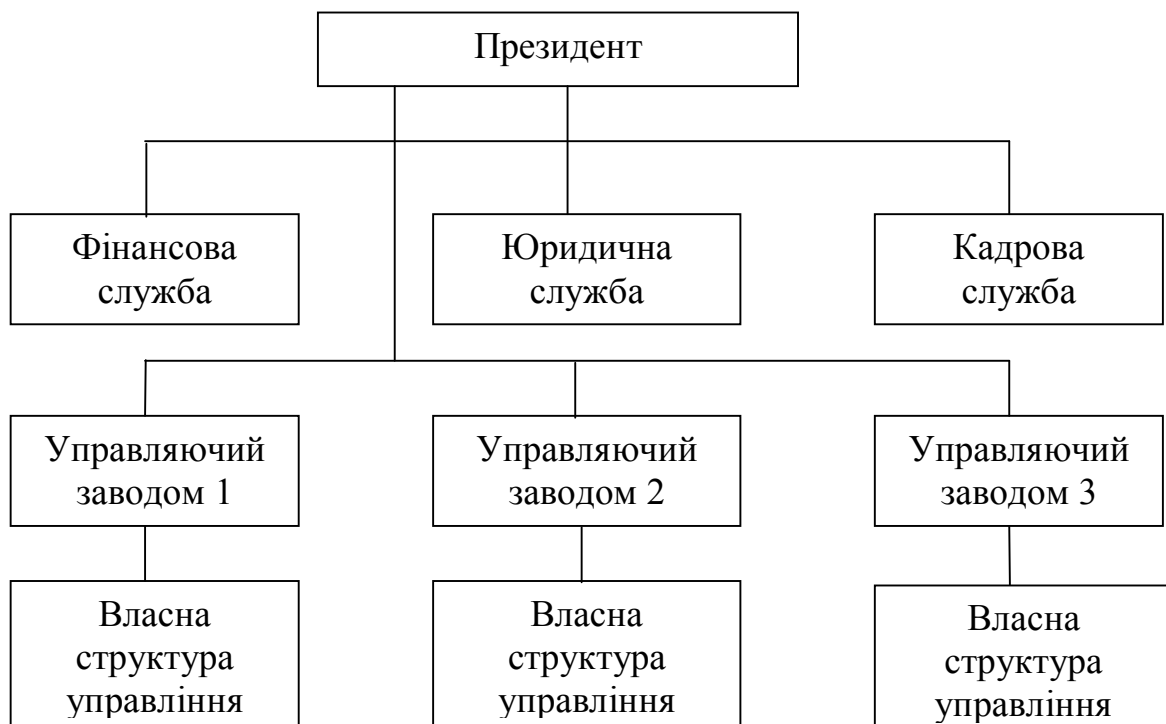 Президент
Фінансова
служба
Юридична
служба
Кадрова
служба
Управляючий
заводом 1
Управляючий
заводом 2
Управляючий
заводом 3
Власна
структура
управління
Власна
структура
управління
Власна
структура
управління